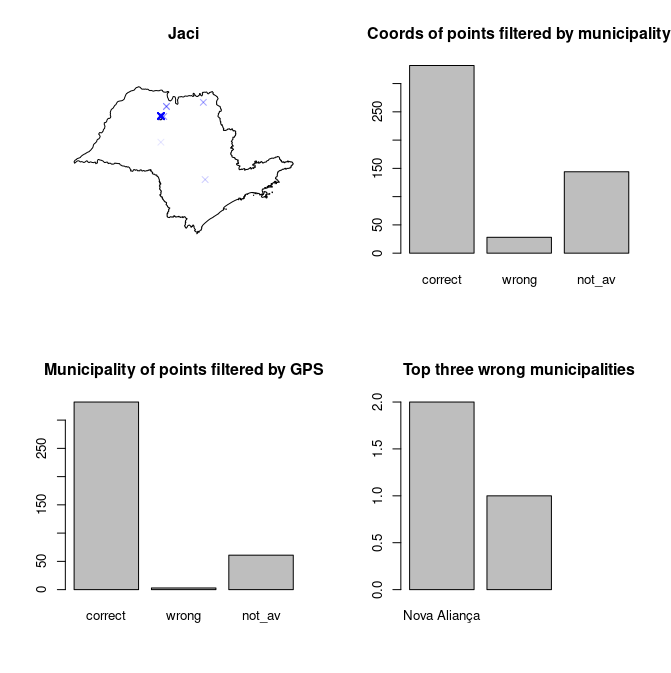 Jaci
Coords of points filtered by municipality
250
150
50
0
correct wrong not_av
Municipality of points filtered by GPS
250
150
50
0
correct wrong not_av
Top three wrong municipalities
2.0
1.5
1.0
0.5
0.0
Nova Aliança